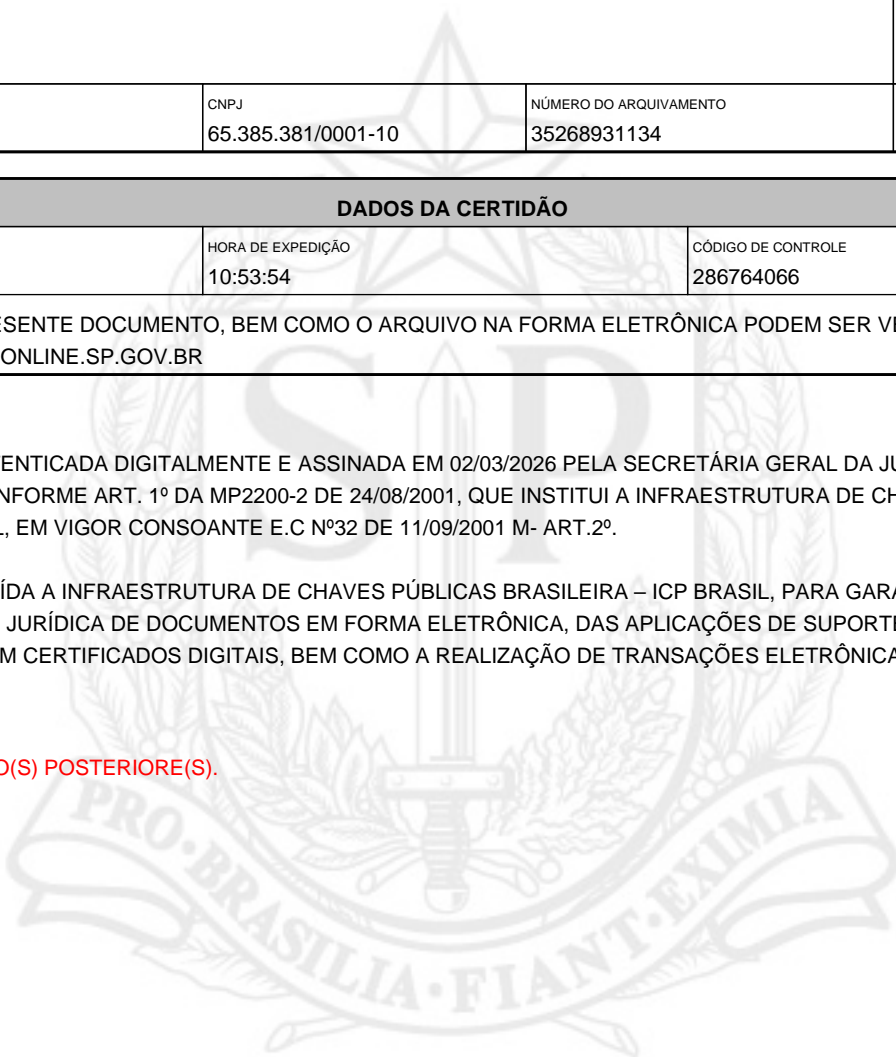 CNPJ
NÚMERO DO ARQUIVAMENTO
65.385.381/0001-10
35268931134
DADOS DA CERTIDÃO
HORA DE EXPEDIÇÃO
CÓDIGO DE CONTROLE
10:53:54
286764066
ESENTE DOCUMENTO, BEM COMO O ARQUIVO NA FORMA ELETRÔNICA PODEM SER VE
ONLINE.SP.GOV.BR
ENTICADA DIGITALMENTE E ASSINADA EM 02/03/2026 PELA SECRETÁRIA GERAL DA JU
NFORME ART. 1º DA MP2200-2 DE 24/08/2001, QUE INSTITUI A INFRAESTRUTURA DE CH
L, EM VIGOR CONSOANTE E.C Nº32 DE 11/09/2001 M- ART.2º.
ÍDA A INFRAESTRUTURA DE CHAVES PÚBLICAS BRASILEIRA – ICP BRASIL, PARA GARA
JURÍDICA DE DOCUMENTOS EM FORMA ELETRÔNICA, DAS APLICAÇÕES DE SUPORTE
M CERTIFICADOS DIGITAIS, BEM COMO A REALIZAÇÃO DE TRANSAÇÕES ELETRÔNICA
O(S) POSTERIORE(S).
SP
PRO·BRASILIA·FIANT·EXIMIA